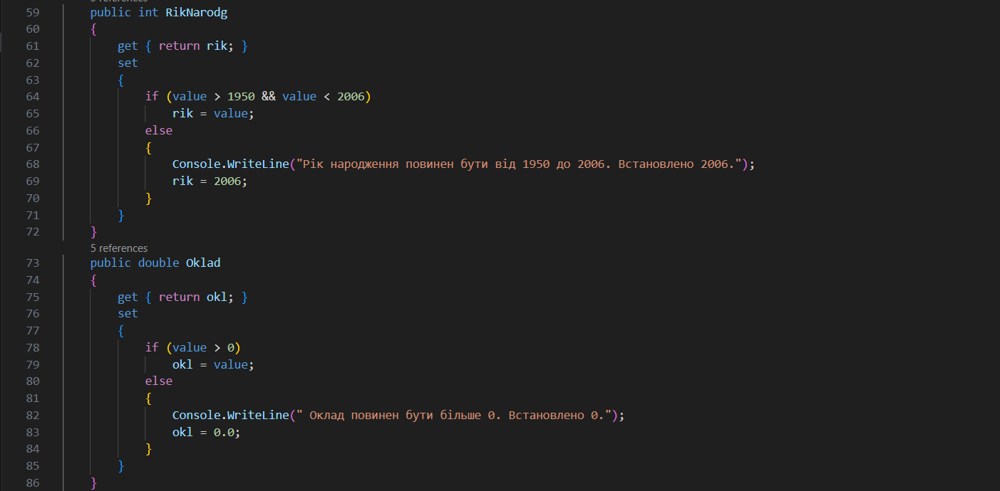 59 public int RikNarodg
60 {
61 get { return rik; }
62 set
63 {
64 if (value > 1950 && value < 2006)
65 rik = value;
66 else
67 {
68 Console.WriteLine("Рік народження повинен бути від 1950 до 2006. Встановлено 2006.");
69 rik = 2006;
70 }
71 }
72 }
5 references
73 public double Oklad
74 {
75 get { return okl; }
76 set
77 {
78 if (value > 0)
79 okl = value;
80 else
81 {
82 Console.WriteLine(" Оклад повинен бути більше 0. Встановлено 0.");
83 okl = 0.0;
84 }
85 }
86 }